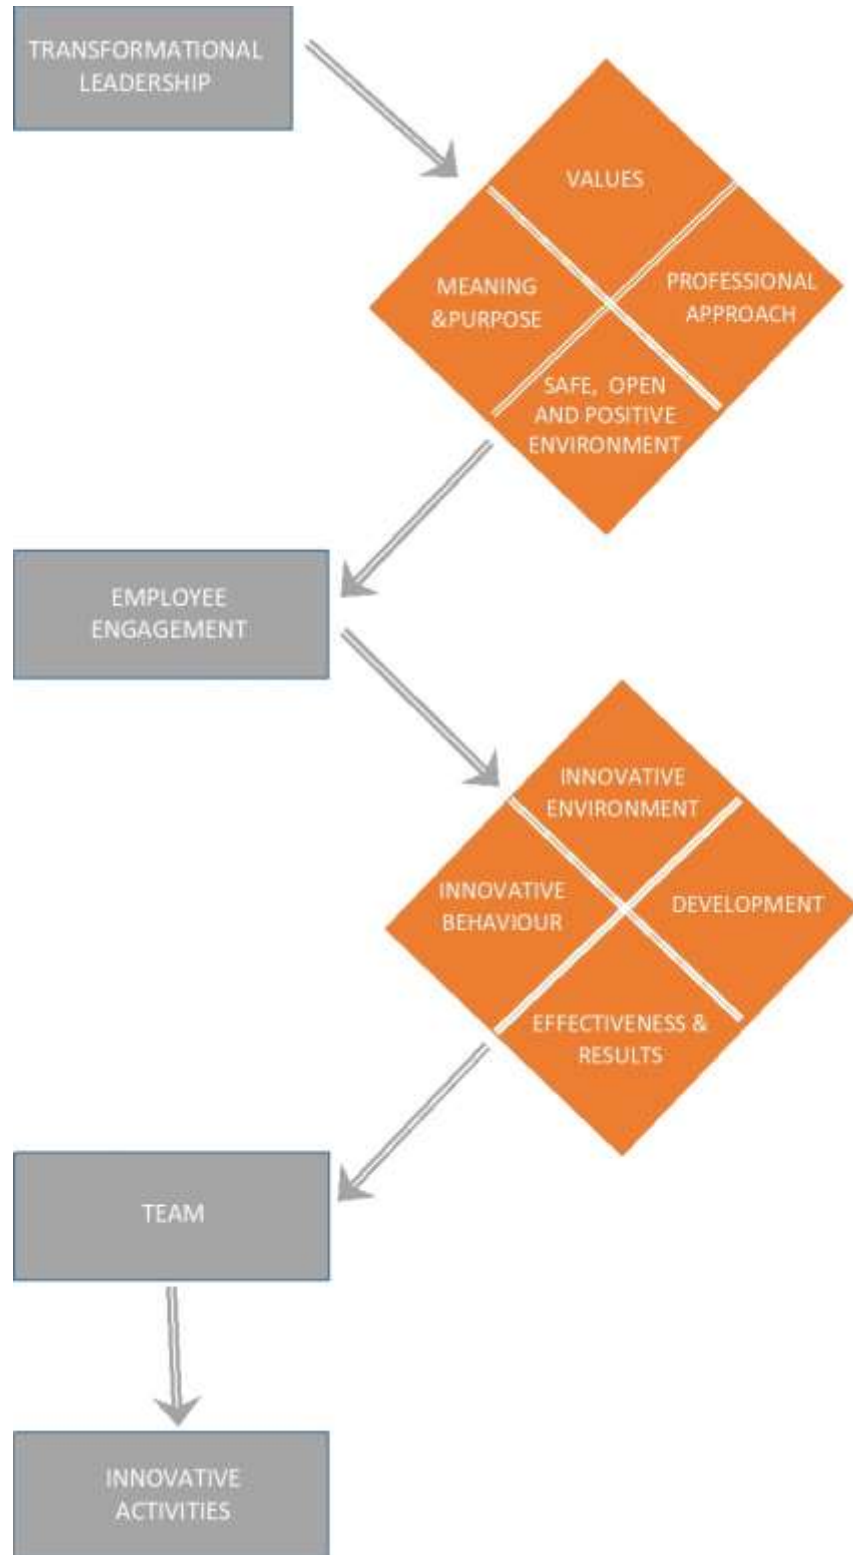 TRANSFORMATIONAL
LEADERSHIP
VALUES
MEANING
&PURPOSE
PROFESSIONAL
APPROACH
SAFE, OPEN
AND POSITIVE
ENVIRONMENT
EMPLOYEE
ENGAGEMENT
INNOVATIVE
ENVIRONMENT
INNOVATIVE
BEHAVIOUR
DEVELOPMENT
EFFECTIVENESS &
RESULTS
TEAM
INNOVATIVE
ACTIVITIES